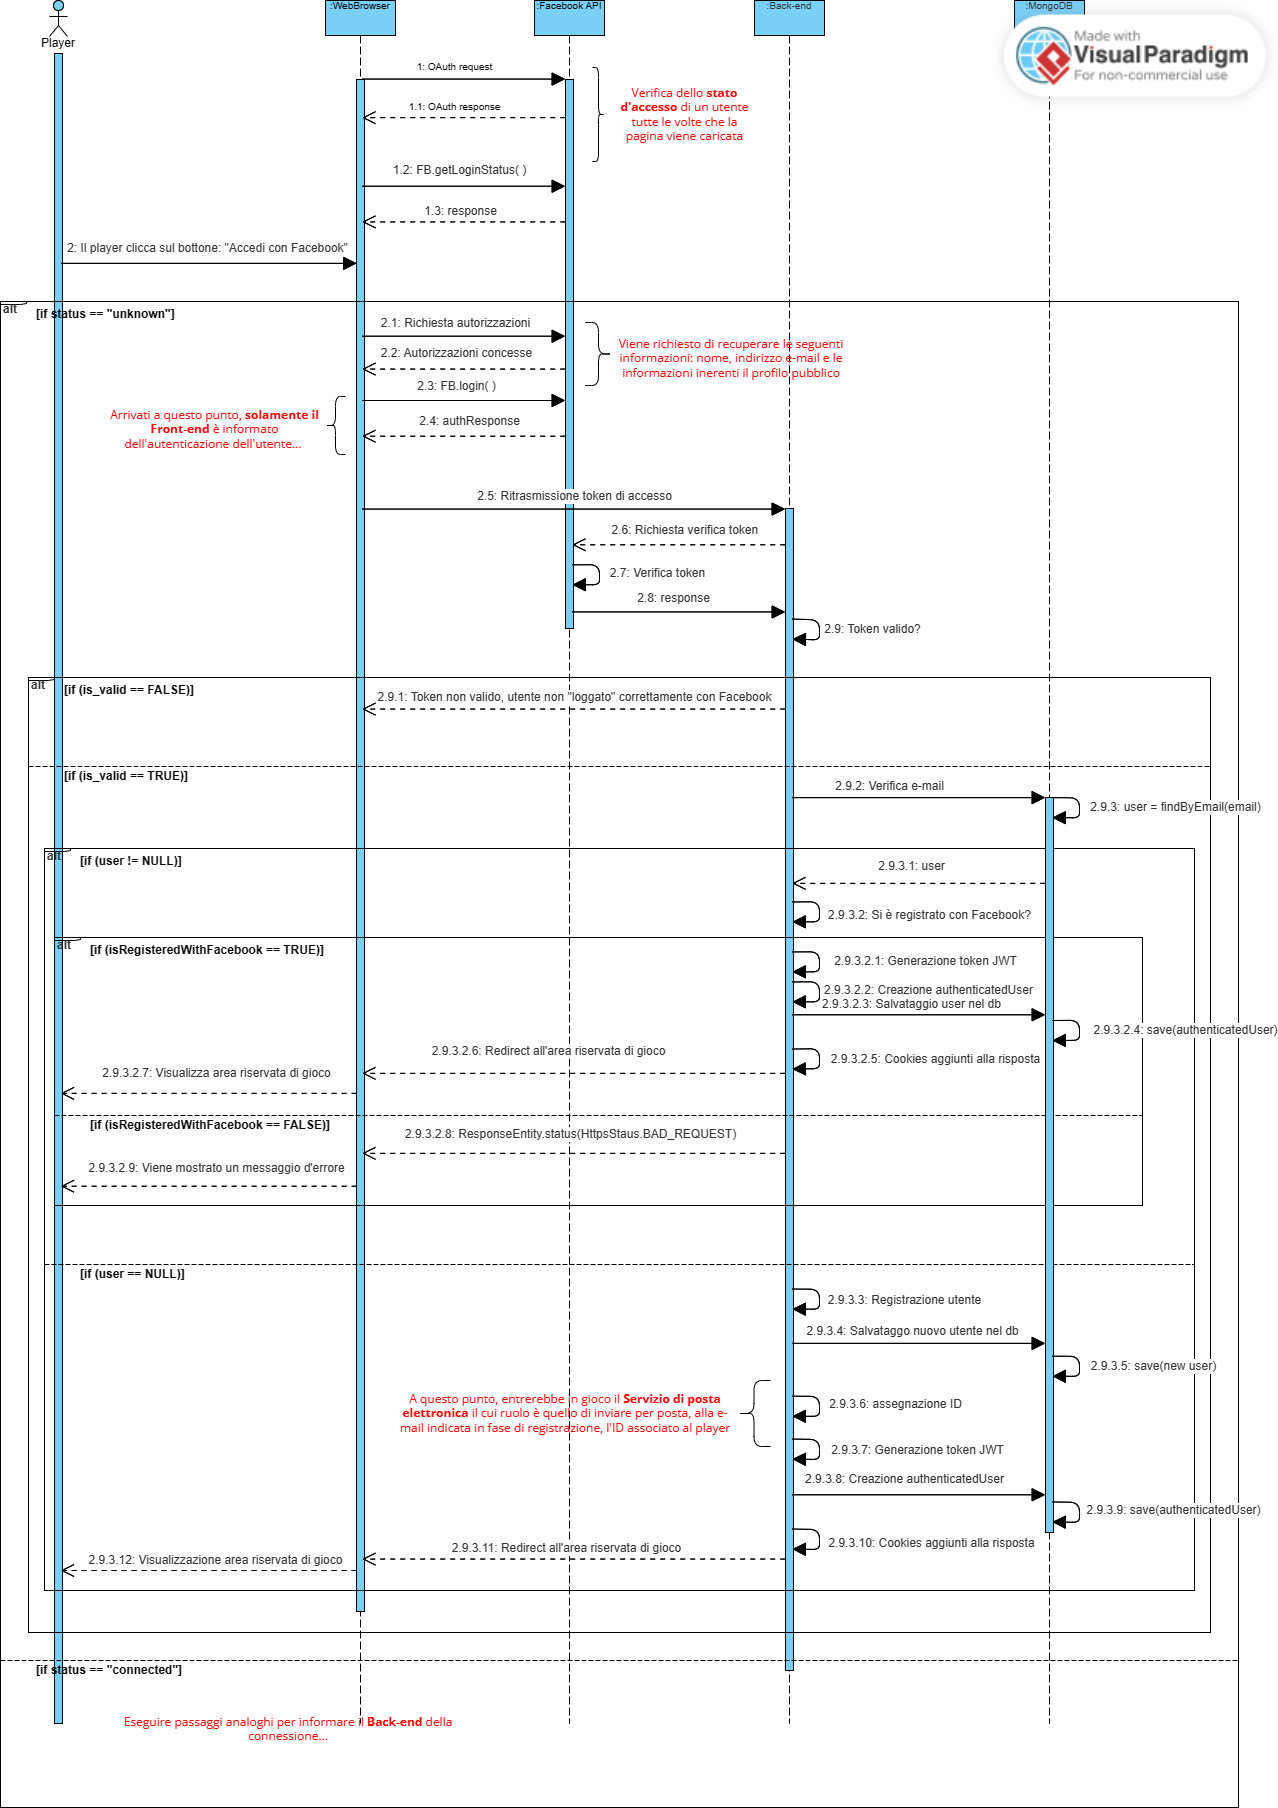 Player
:WebBrowser
:Facebook API
:Back-end
:MongoDB
Made with
Visual Paradigm
For non-commercial use
1: OAuth request
Verifica dello stato
d'accesso di un utente
tutte le volte che la
pagina viene caricata
1.1: OAuth response
1.2: FB.getLoginStatus( )
1.3: response
2: Il player clicca sul bottone: "Accedi con Facebook"
alt
[if status == "unknown"]
2.1: Richiesta autorizzazioni
Viene richiesto di recuperare le seguenti
informazioni: nome, indirizzo e-mail e le
informazioni inerenti il profilo pubblico
2.2: Autorizzazioni concesse
2.3: FB.login( )
Arrivati a questo punto, solamente il
Front-end è informato
dell'autenticazione dell'utente...
2.4: authResponse
2.5: Ritrasmissione token di accesso
2.6: Richiesta verifica token
2.7: Verifica token
2.8: response
2.9: Token valido?
alt
[if (is_valid == FALSE)]
2.9.1: Token non valido, utente non "loggato" correttamente con Facebook
[if (is_valid == TRUE)]
2.9.2: Verifica e-mail
2.9.3: user = findByEmail(email)
alt
[if (user != NULL)]
2.9.3.1: user
2.9.3.2: Si è registrato con Facebook?
alt
[if (isRegisteredWithFacebook == TRUE)]
2.9.3.2.1: Generazione token JWT
2.9.3.2.2: Creazione authenticatedUser
2.9.3.2.3: Salvataggio user nel db
2.9.3.2.4: save(authenticatedUser)
2.9.3.2.5: Cookies aggiunti alla risposta
2.9.3.2.6: Redirect all'area riservata di gioco
2.9.3.2.7: Visualizza area riservata di gioco
[if (isRegisteredWithFacebook == FALSE)]
2.9.3.2.8: ResponseEntity.status(HttpsStaus.BAD_REQUEST)
2.9.3.2.9: Viene mostrato un messaggio d'errore
[if (user == NULL)]
2.9.3.3: Registrazione utente
2.9.3.4: Salvataggo nuovo utente nel db
2.9.3.5: save(new user)
A questo punto, entrerebbe in gioco il Servizio di posta
elettronica il cui ruolo è quello di inviare per posta, alla e-
mail indicata in fase di registrazione, l'ID associato al player
2.9.3.6: assegnazione ID
2.9.3.7: Generazione token JWT
2.9.3.8: Creazione authenticatedUser
2.9.3.9: save(authenticatedUser)
2.9.3.10: Cookies aggiunti alla risposta
2.9.3.11: Redirect all'area riservata di gioco
2.9.3.12: Visualizzazione area riservata di gioco
[if status == "connected"]
Eseguire passaggi analoghi per informare il Back-end della
connessione...